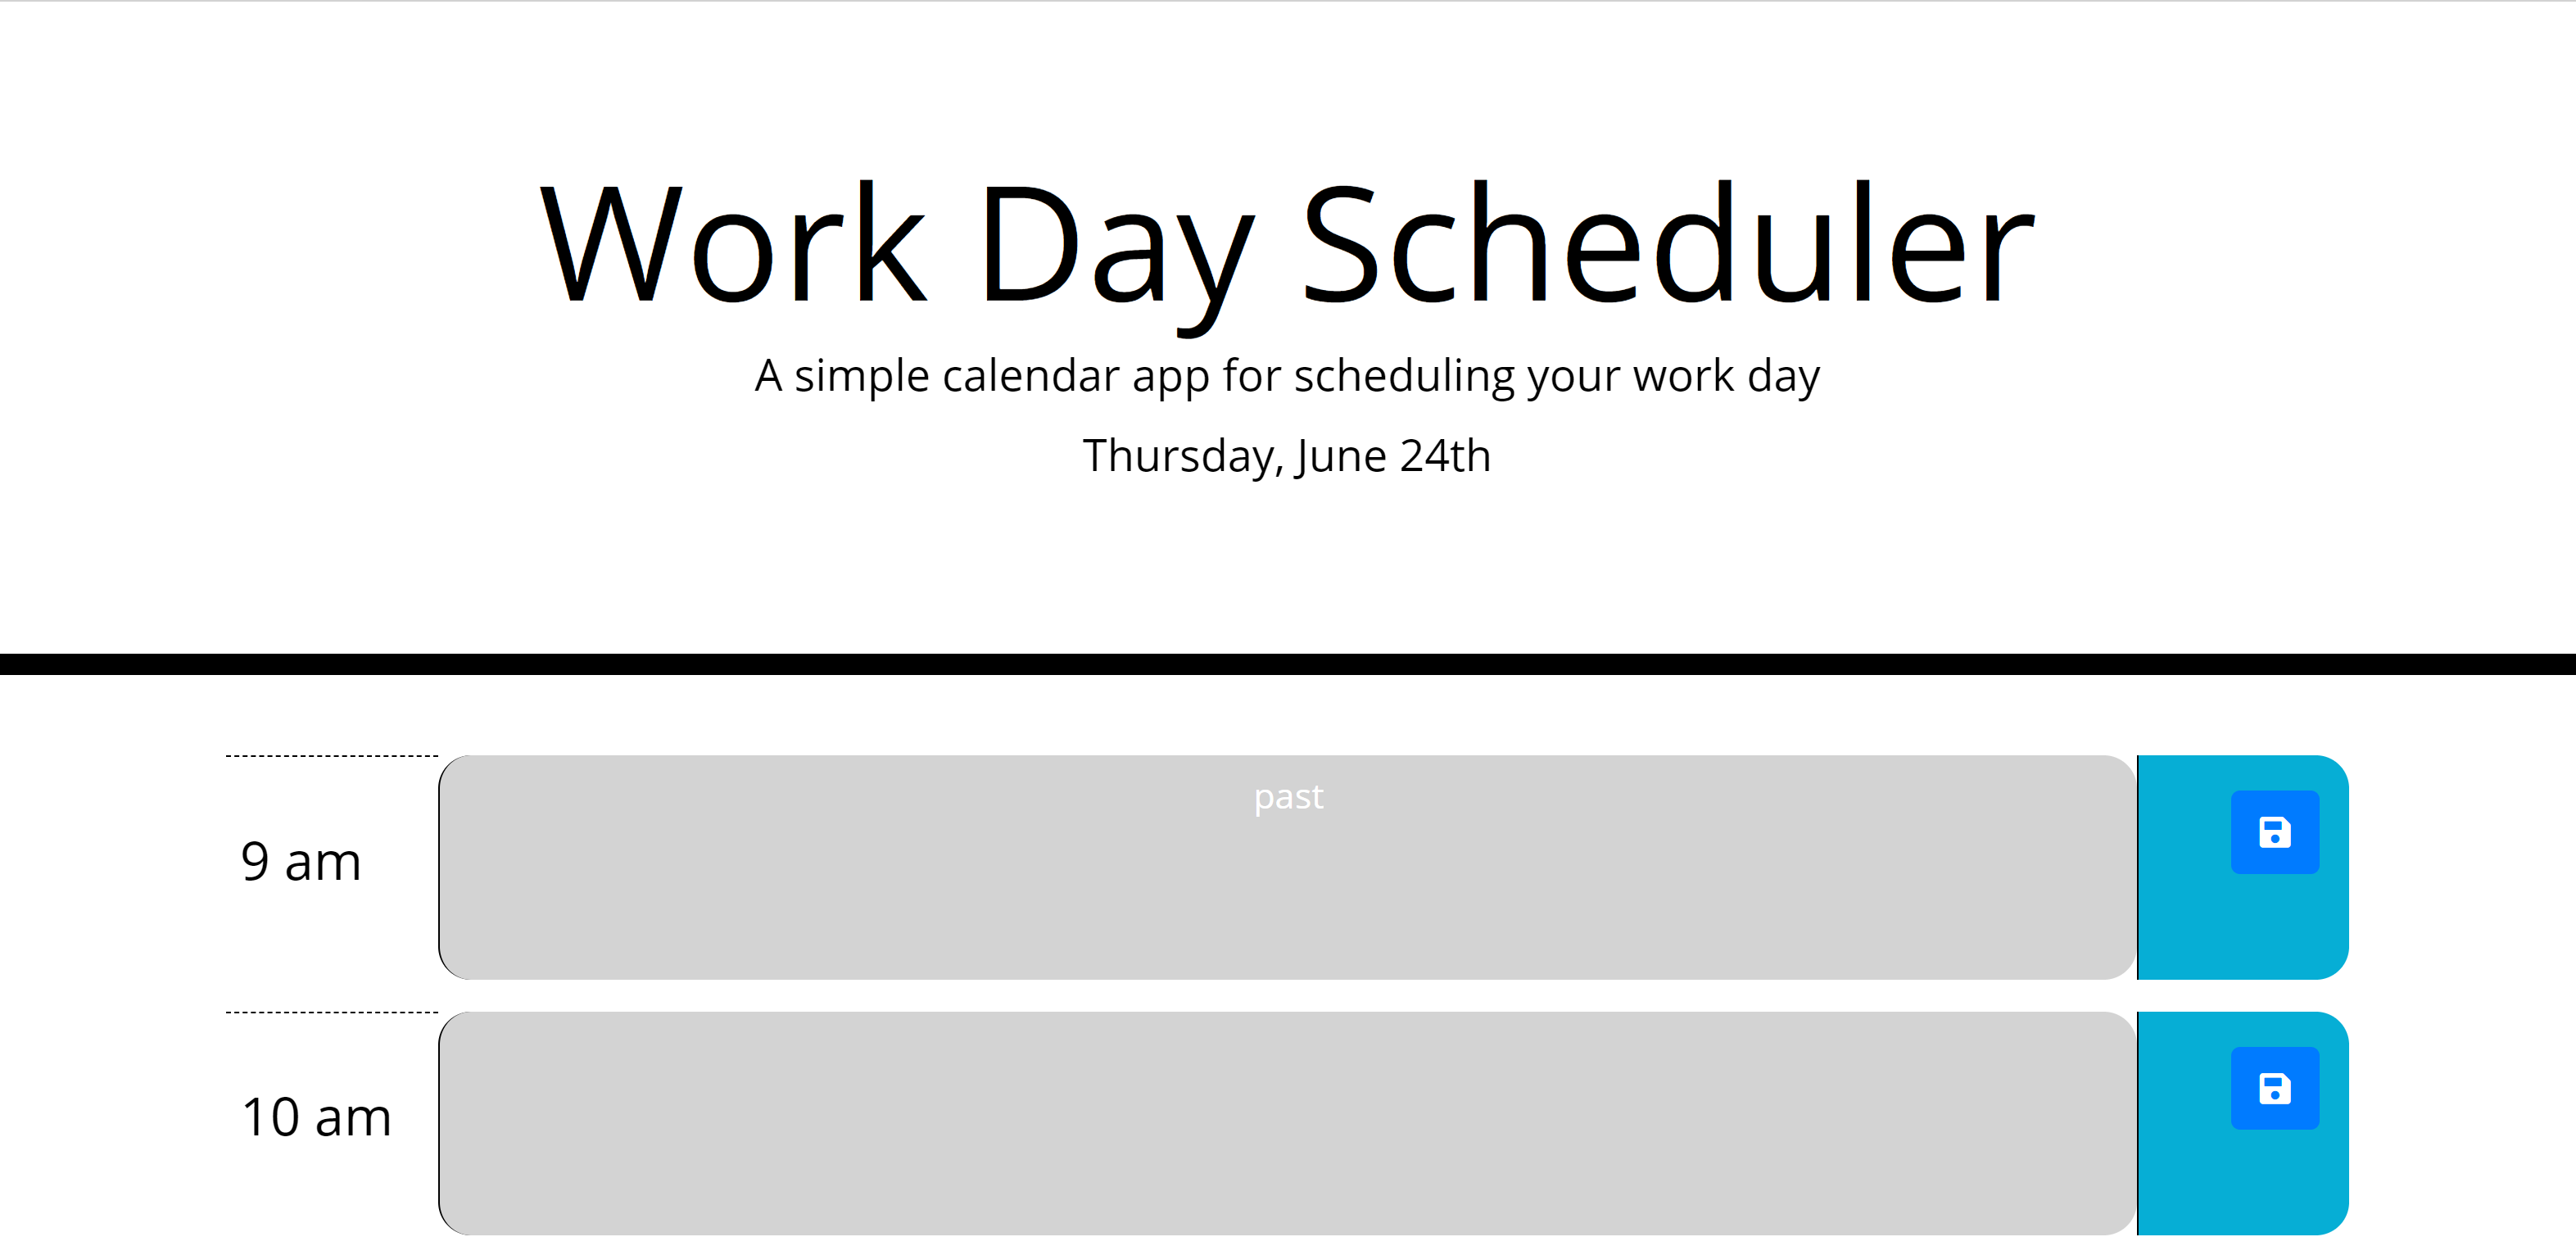 Work Day Scheduler
A simple calendar app for scheduling your work day
Thursday, June 24th
past
9 am
10 am